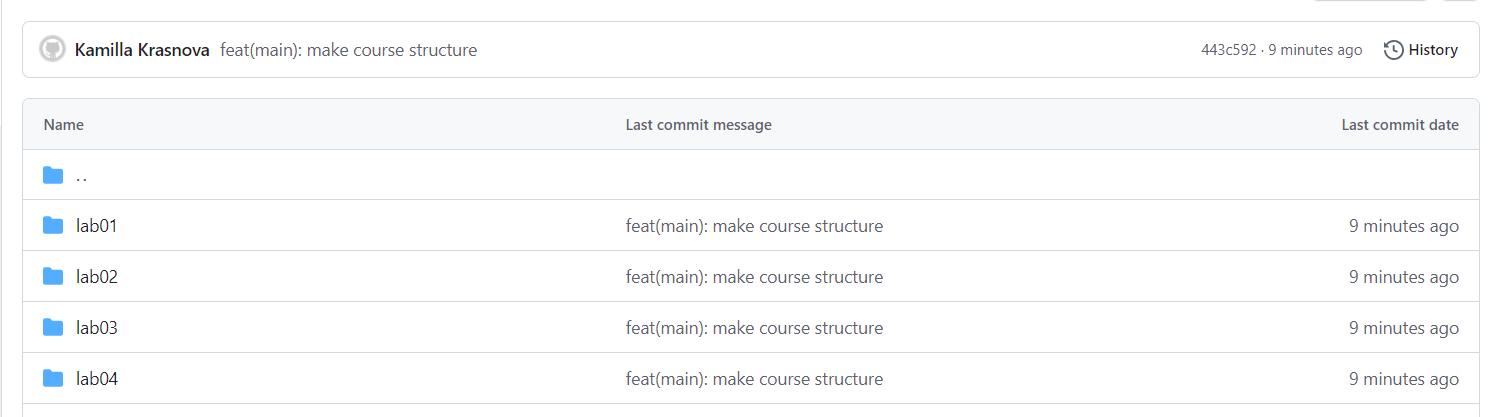 Kamilla Krasnova feat(main): make course structure 443c592 · 9 minutes ago History
Name Last commit message Last commit date
..
lab01 feat(main): make course structure 9 minutes ago
lab02 feat(main): make course structure 9 minutes ago
lab03 feat(main): make course structure 9 minutes ago
lab04 feat(main): make course structure 9 minutes ago